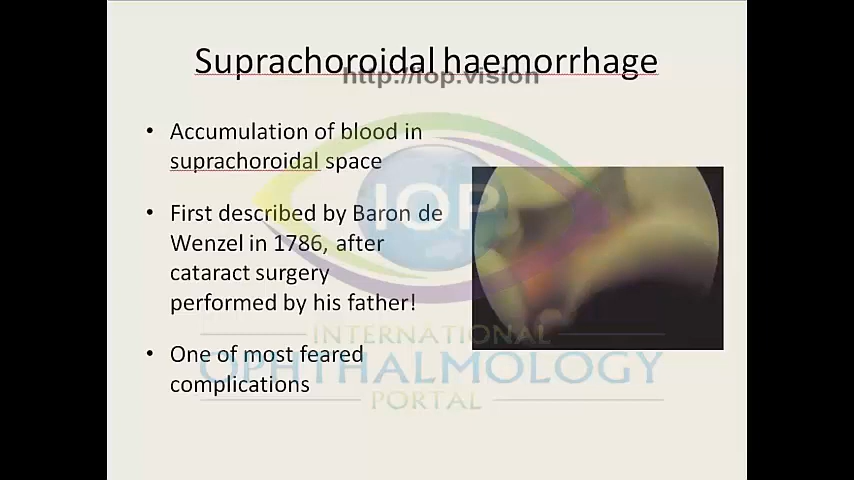 Suprachoroidal haemorrhage
http://iop.vision
• Accumulation of blood in
suprachoroidal space
• First described by Baron de
Wenzel in 1786, after
cataract surgery
performed by his father!
• One of most feared
complications
IOP
INTERNATIONAL
OPHTHALMOLOGY
PORTAL